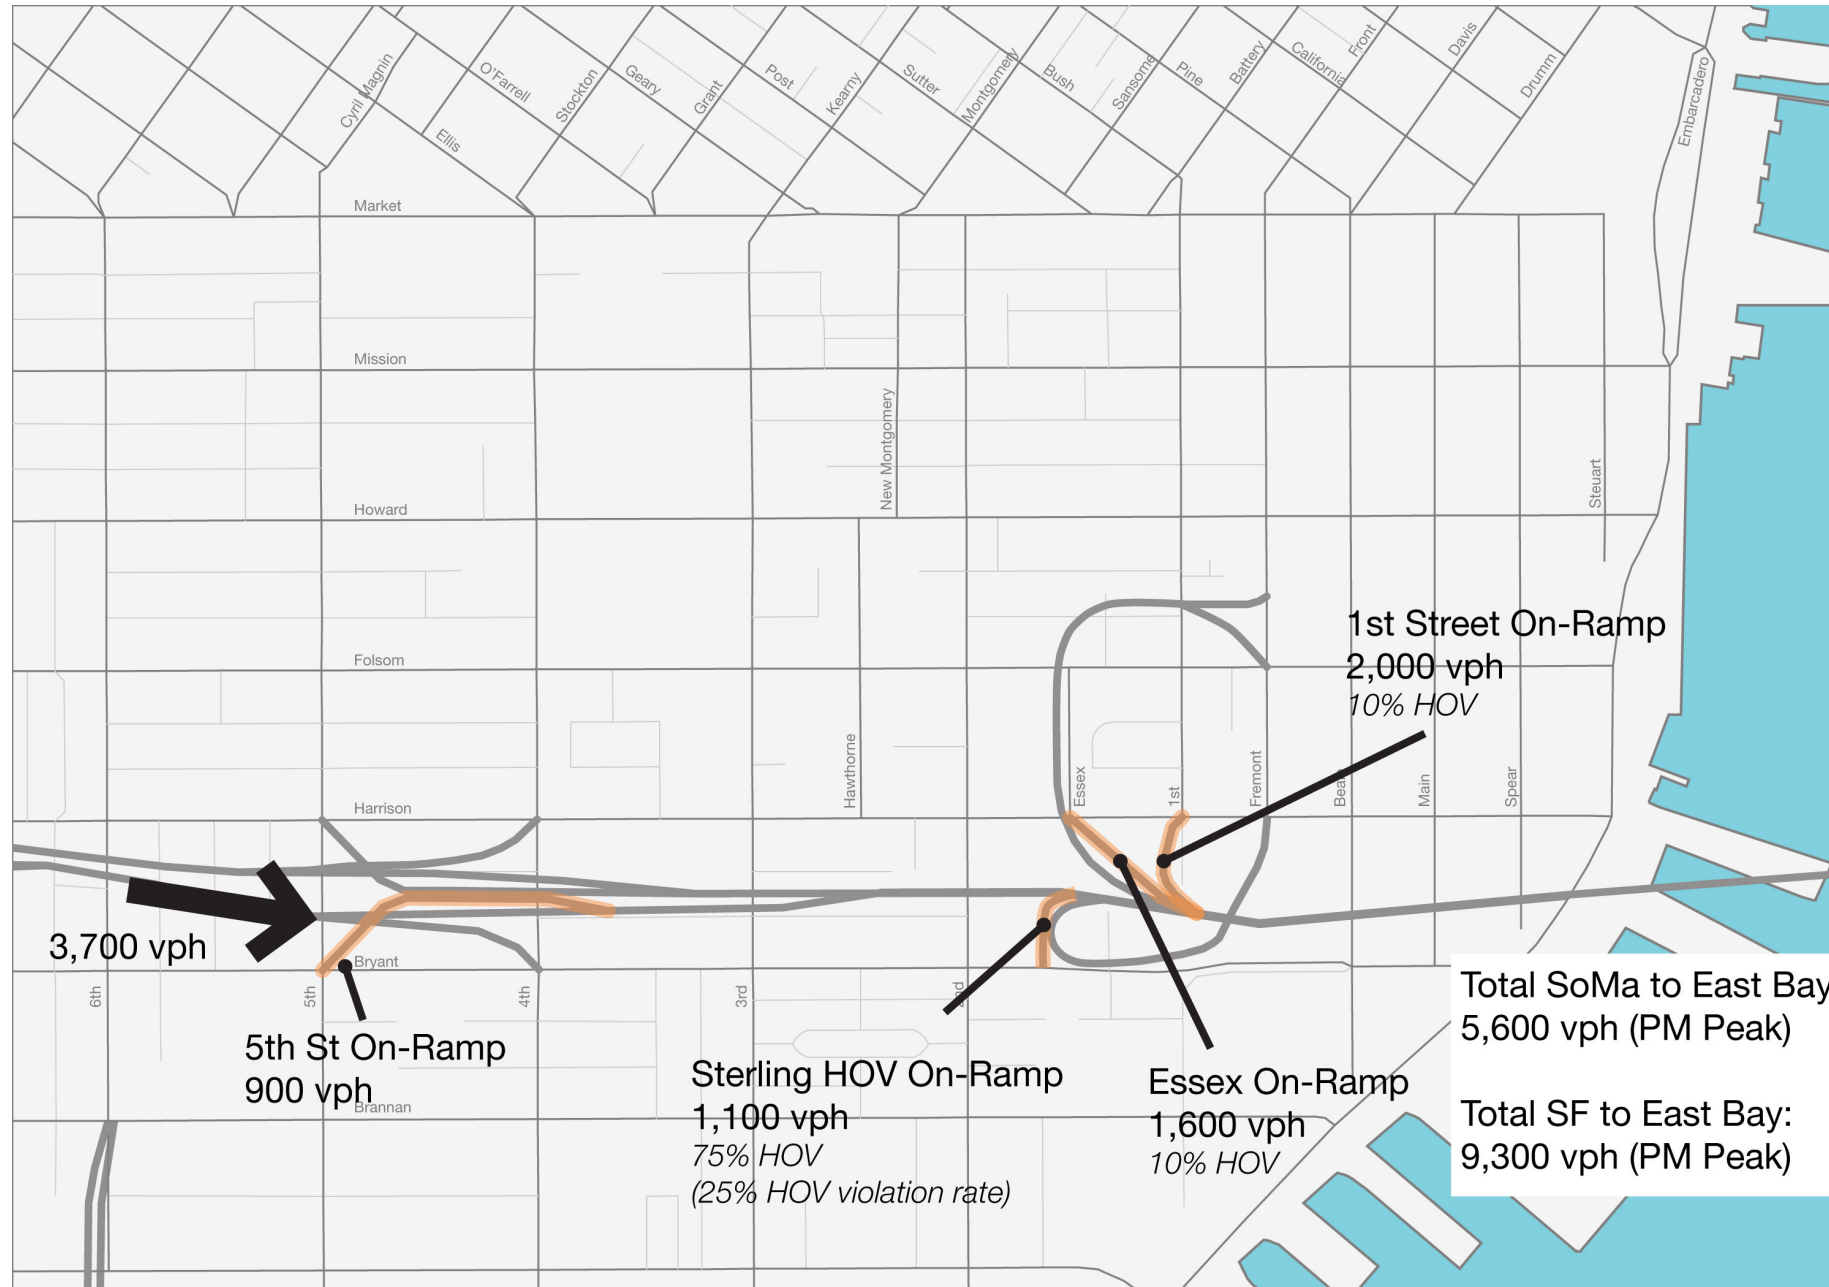 Cyril Magnin
O'Farrell
Ellis
Stockton
Geary
Grant
Post
Kearny
Sutter
Montgomery
Bush
Sansome
Pine
Battery
California
Front
Davis
Drumm
Embarcadero
Market
Mission
New Montgomery
Howard
Steuart
Folsom
1st Street On-Ramp
2,000 vph
10% HOV
Harrison
Hawthorne
Essex
1st
Fremont
Main
Spear
3,700 vph
Bryant
6th
5th
4th
3rd
2nd
5th St On-Ramp
900 vph
Brannan
Sterling HOV On-Ramp
1,100 vph
75% HOV
(25% HOV violation rate)
Essex On-Ramp
1,600 vph
10% HOV
Total SoMa to East Bay
5,600 vph (PM Peak)
Total SF to East Bay:
9,300 vph (PM Peak)